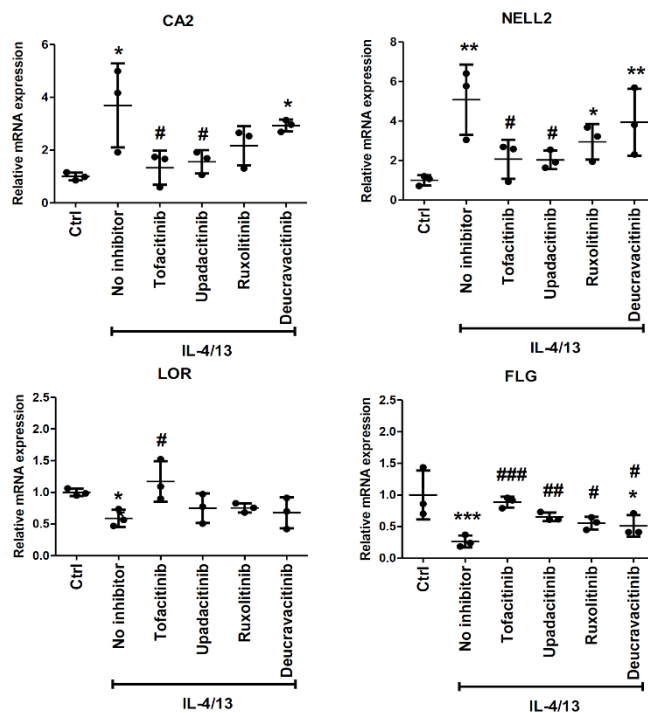 CA2
Relative mRNA expression
6
4
2
0
*
#
#
*
Ctrl
No inhibitor
Tofacitinib
Upadacitinib
Ruxolitinib
Deucravacitinib
IL-4/13
NELL2
Relative mRNA expression
8
6
4
2
0
**
#
#
*
**
Ctrl
No inhibitor
Tofacitinib
Upadacitinib
Ruxolitinib
Deucravacitinib
IL-4/13
LOR
Relative mRNA expression
2.5
2.0
1.5
1.0
0.5
0.0
*
#
Ctrl
No inhibitor
Tofacitinib
Upadacitinib
Ruxolitinib
Deucravacitinib
IL-4/13
FLG
Relative mRNA expression
2.5
2.0
1.5
1.0
0.5
0.0
***
###
##
#
#
*
Ctrl
No inhibitor
Tofacitinib
Upadacitinib
Ruxolitinib
Deucravacitinib
IL-4/13